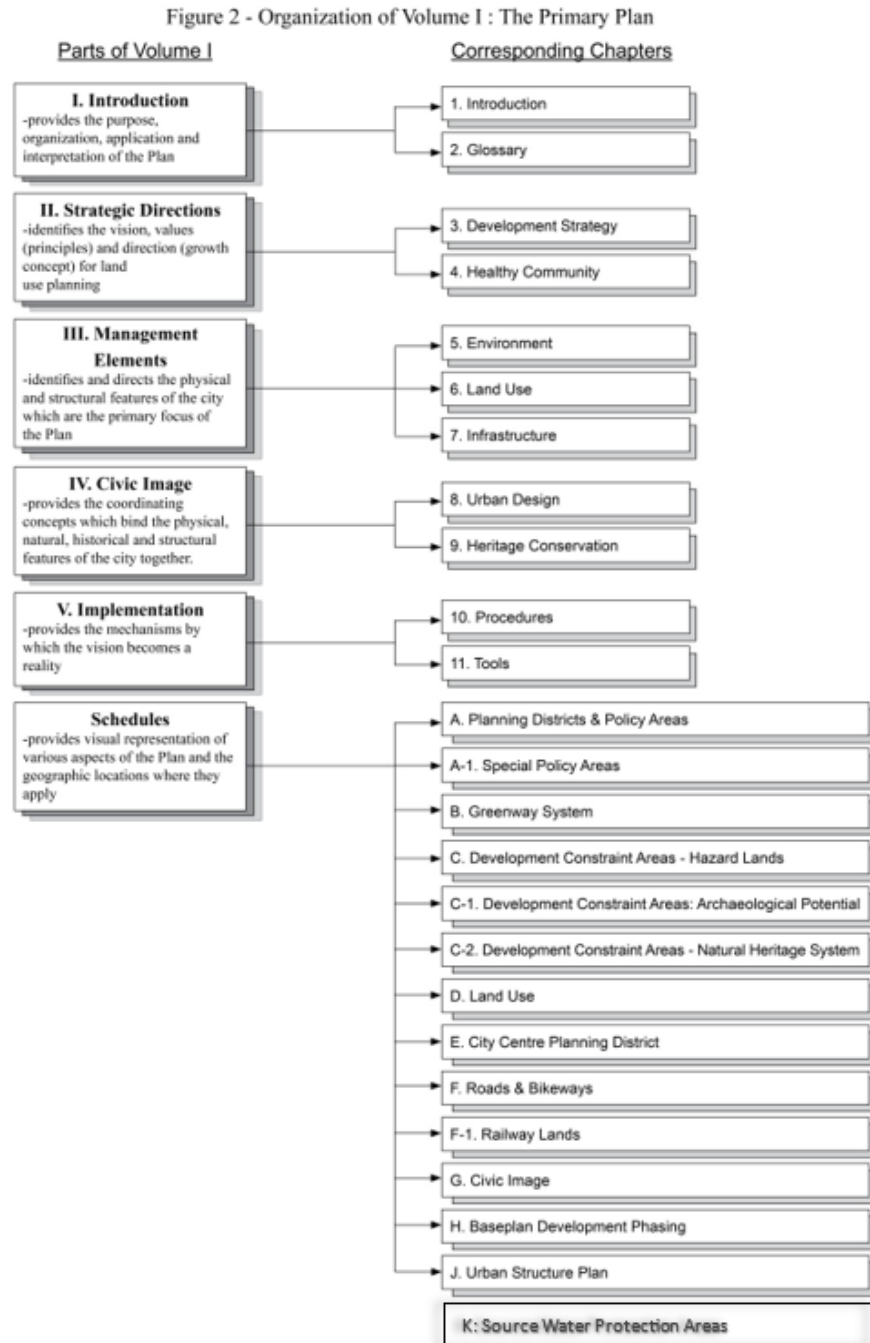 Figure 2 - Organization of Volume I : The Primary Plan
Parts of Volume I
Corresponding Chapters
I. Introduction
-provides the purpose,
organization, application and
interpretation of the Plan
1. Introduction
2. Glossary
II. Strategic Directions
-identifies the vision, values
(principles) and direction (growth
concept) for land
use planning
3. Development Strategy
4. Healthy Community
III. Management
Elements
-identifies and directs the physical
and structural features of the city
which are the primary focus of
the Plan
5. Environment
6. Land Use
7. Infrastructure
IV. Civic Image
-provides the coordinating
concepts which bind the physical,
natural, historical and structural
features of the city together.
8. Urban Design
9. Heritage Conservation
V. Implementation
-provides the mechanisms by
which the vision becomes a
reality
10. Procedures
11. Tools
Schedules
-provides visual representation of
various aspects of the Plan and the
geographic locations where they
apply
A. Planning Districts & Policy Areas
A-1. Special Policy Areas
B. Greenway System
C. Development Constraint Areas - Hazard Lands
C-1. Development Constraint Areas: Archaeological Potential
C-2. Development Constraint Areas - Natural Heritage System
D. Land Use
E. City Centre Planning District
F. Roads & Bikeways
F-1. Railway Lands
G. Civic Image
H. Baseplan Development Phasing
J. Urban Structure Plan
K: Source Water Protection Areas